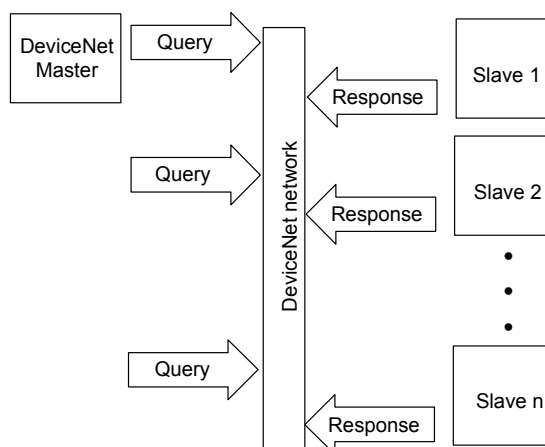 DeviceNet
Master
Query
Slave 1
Response
DeviceNet network
Query
Slave 2
Response
Query
Slave n
Response